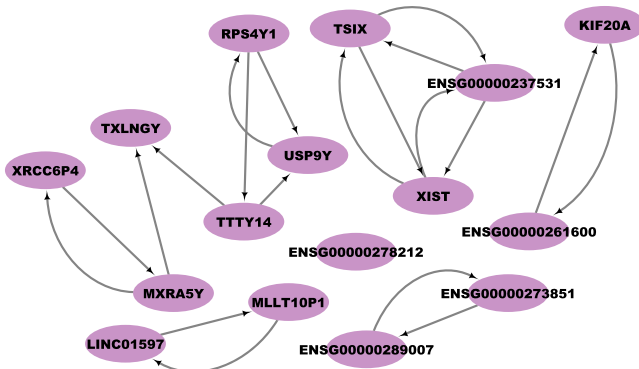 KIF20A
TSIX
RPS4Y1
ENSG00000237531
TXLNGY
USP9Y
XRCC6P4
XIST
TTTY14
ENSG00000261600
ENSG00000278212
MXRA5Y
ENSG00000273851
MLLT10P1
LINC01597
ENSG00000289007